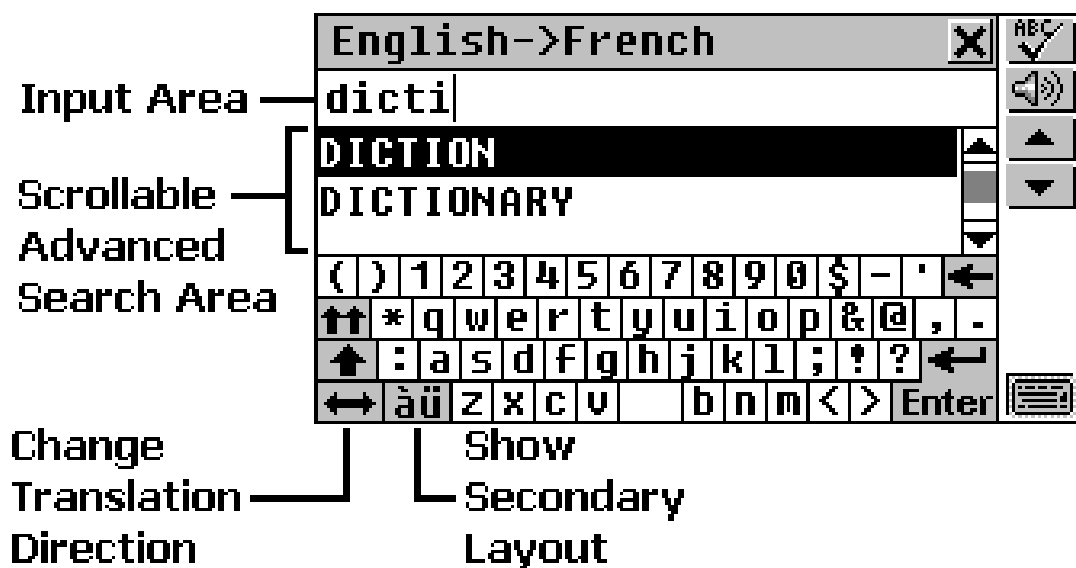 English->French
ABC
Input Area
dicti
DICTION
Scrollable
DICTIONARY
Advanced
Search Area
( ) 1 2 3 4 5 6 7 8 9 0 $ - '
* q w e r t y u i o p & @ , .
: a s d f g h j k l ; ! ?
àü z x c v b n m < > Enter
Change
Translation
Direction
Show
Secondary
Layout